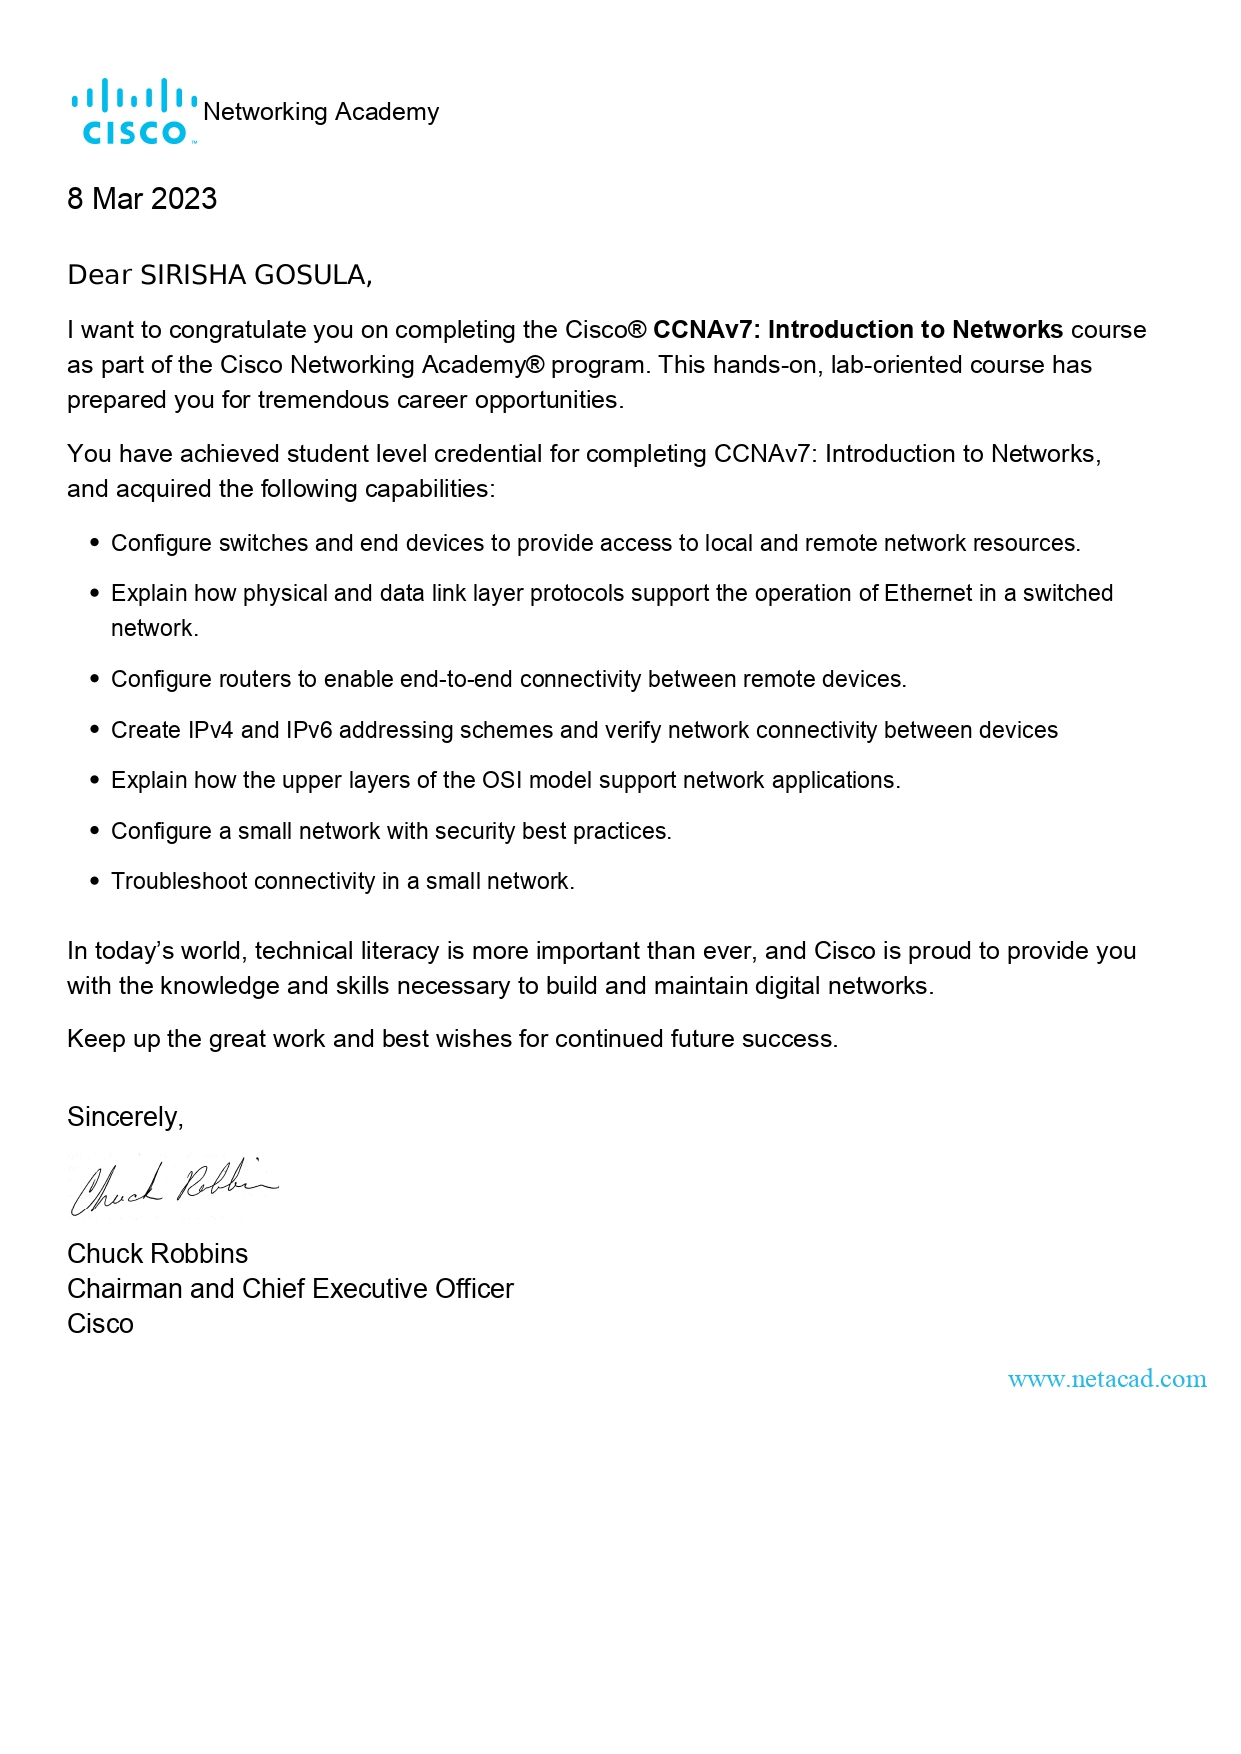 CISCO™ Networking Academy
8 Mar 2023
Dear SIRISHA GOSULA,
I want to congratulate you on completing the Cisco® CCNAv7: Introduction to Networks course
as part of the Cisco Networking Academy® program. This hands-on, lab-oriented course has
prepared you for tremendous career opportunities.
You have achieved student level credential for completing CCNAv7: Introduction to Networks,
and acquired the following capabilities:
• Configure switches and end devices to provide access to local and remote network resources.
• Explain how physical and data link layer protocols support the operation of Ethernet in a switched
network.
• Configure routers to enable end-to-end connectivity between remote devices.
• Create IPv4 and IPv6 addressing schemes and verify network connectivity between devices
• Explain how the upper layers of the OSI model support network applications.
• Configure a small network with security best practices.
• Troubleshoot connectivity in a small network.
In today’s world, technical literacy is more important than ever, and Cisco is proud to provide you
with the knowledge and skills necessary to build and maintain digital networks.
Keep up the great work and best wishes for continued future success.
Sincerely,
Chuck Robbins
Chuck Robbins
Chairman and Chief Executive Officer
Cisco
www.netacad.com